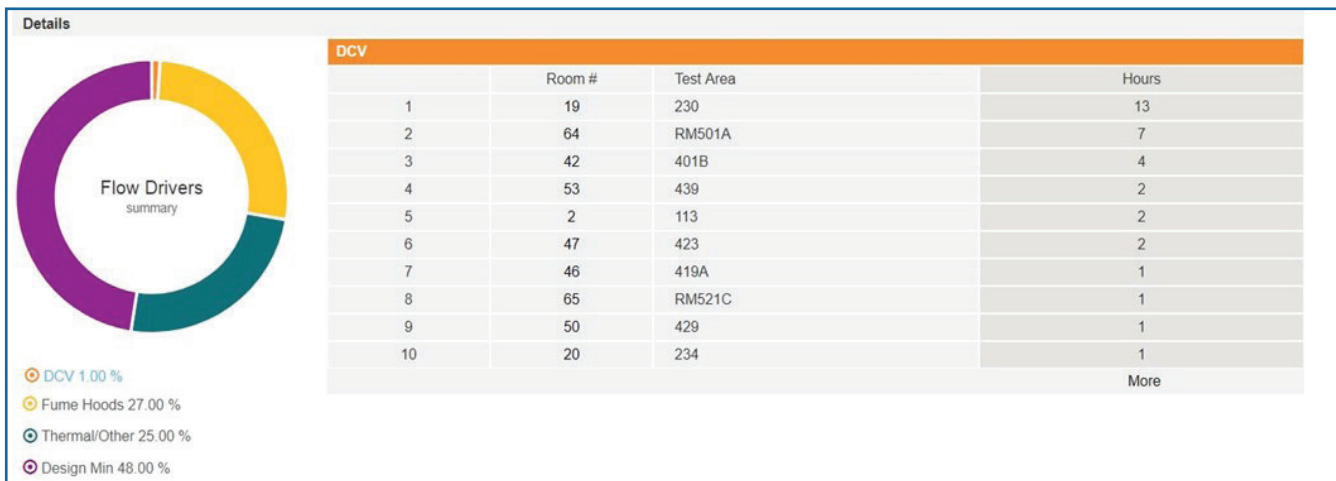 Details
DCV
Room # Test Area Hours
1 19 230 13
2 64 RM501A 7
3 42 401B 4
4 53 439 2
5 2 113 2
6 47 423 2
7 46 419A 1
8 65 RM521C 1
9 50 429 1
10 20 234 1
More
Flow Drivers
summary
DCV 1.00 %
Fume Hoods 27.00 %
Thermal/Other 25.00 %
Design Min 48.00 %